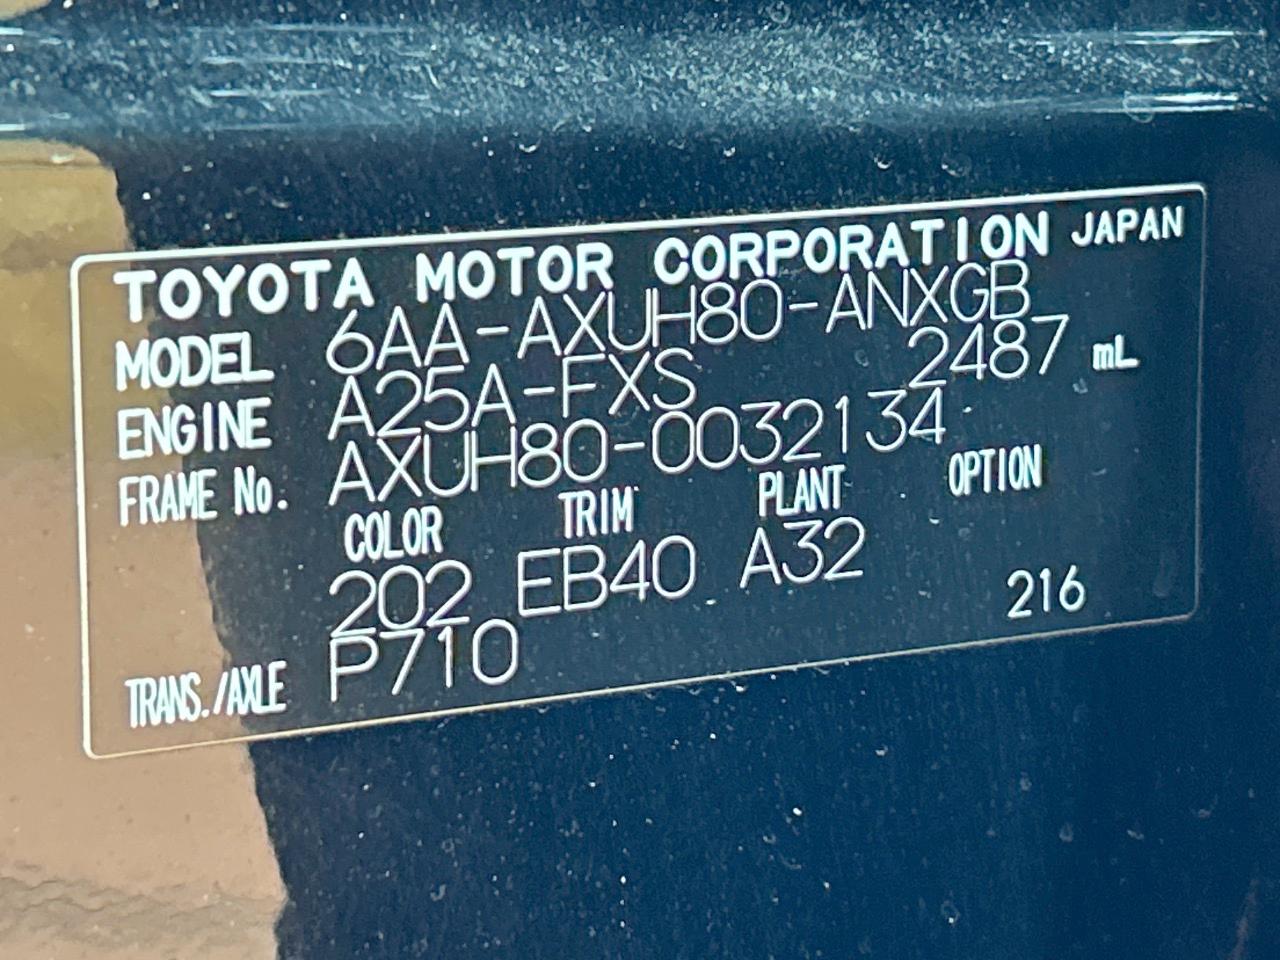 TOYOTA MOTOR CORPORATION JAPAN
MODEL 6AA-AXUH80-ANXGB
ENGINE A25A-FXS 2487 mL
FRAME No. AXUH80-0032134
COLOR TRIM PLANT OPTION
202 EB40 A32
TRANS./AXLE P710 216